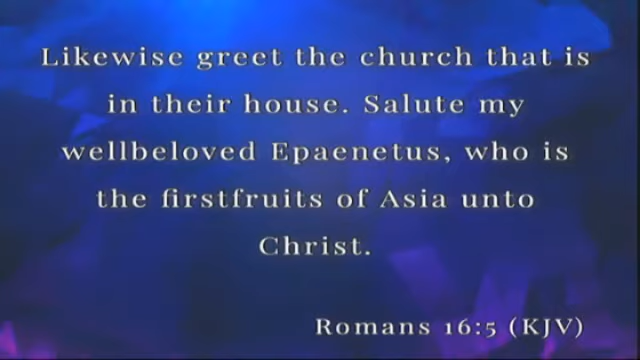 Likewise greet the church that is
in their house. Salute my
wellbeloved Epaenetus, who is
the firstfruits of Asia unto
Christ.
Romans 16:5 (KJV)